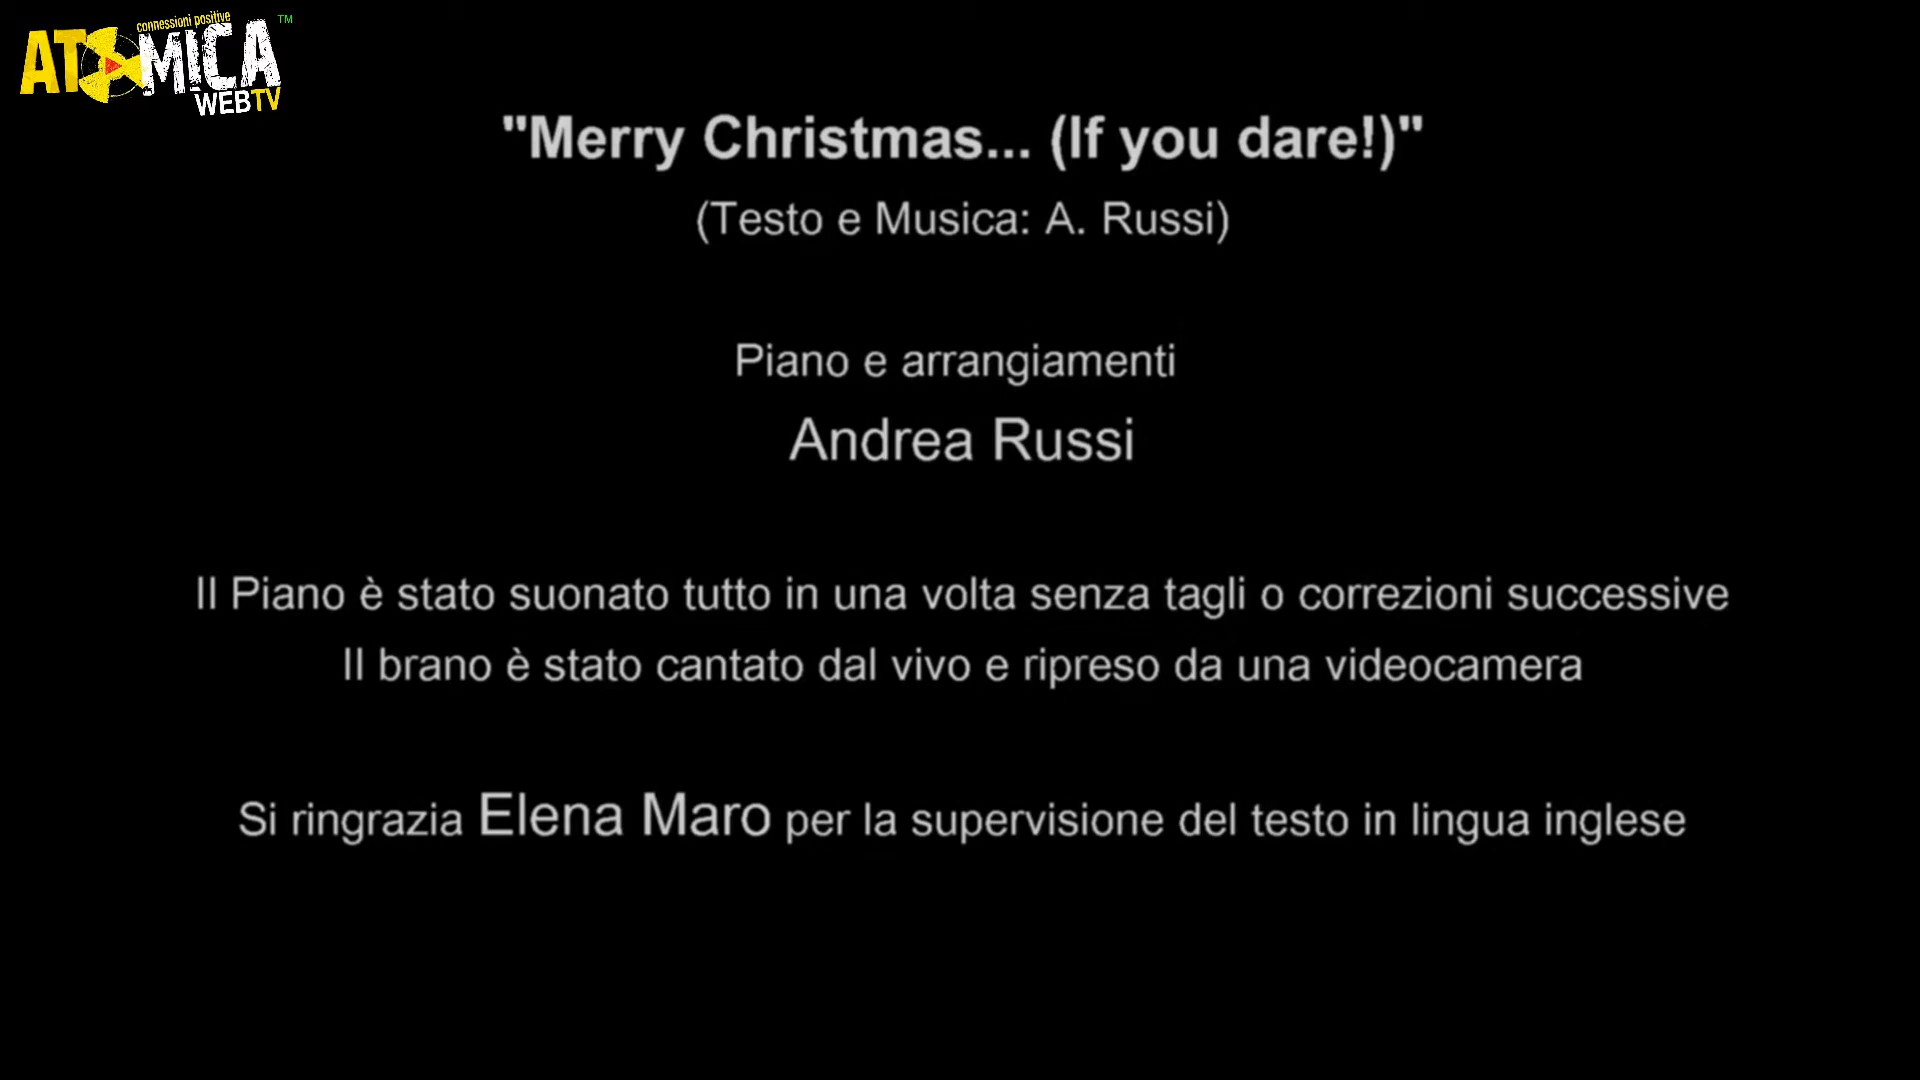 connessioni positive
ATOMICA
TM
WEBTV
"Merry Christmas... (If you dare!)"
(Testo e Musica: A. Russi)
Piano e arrangiamenti
Andrea Russi
Il Piano è stato suonato tutto in una volta senza tagli o correzioni successive
Il brano è stato cantato dal vivo e ripreso da una videocamera
Si ringrazia Elena Maro per la supervisione del testo in lingua inglese